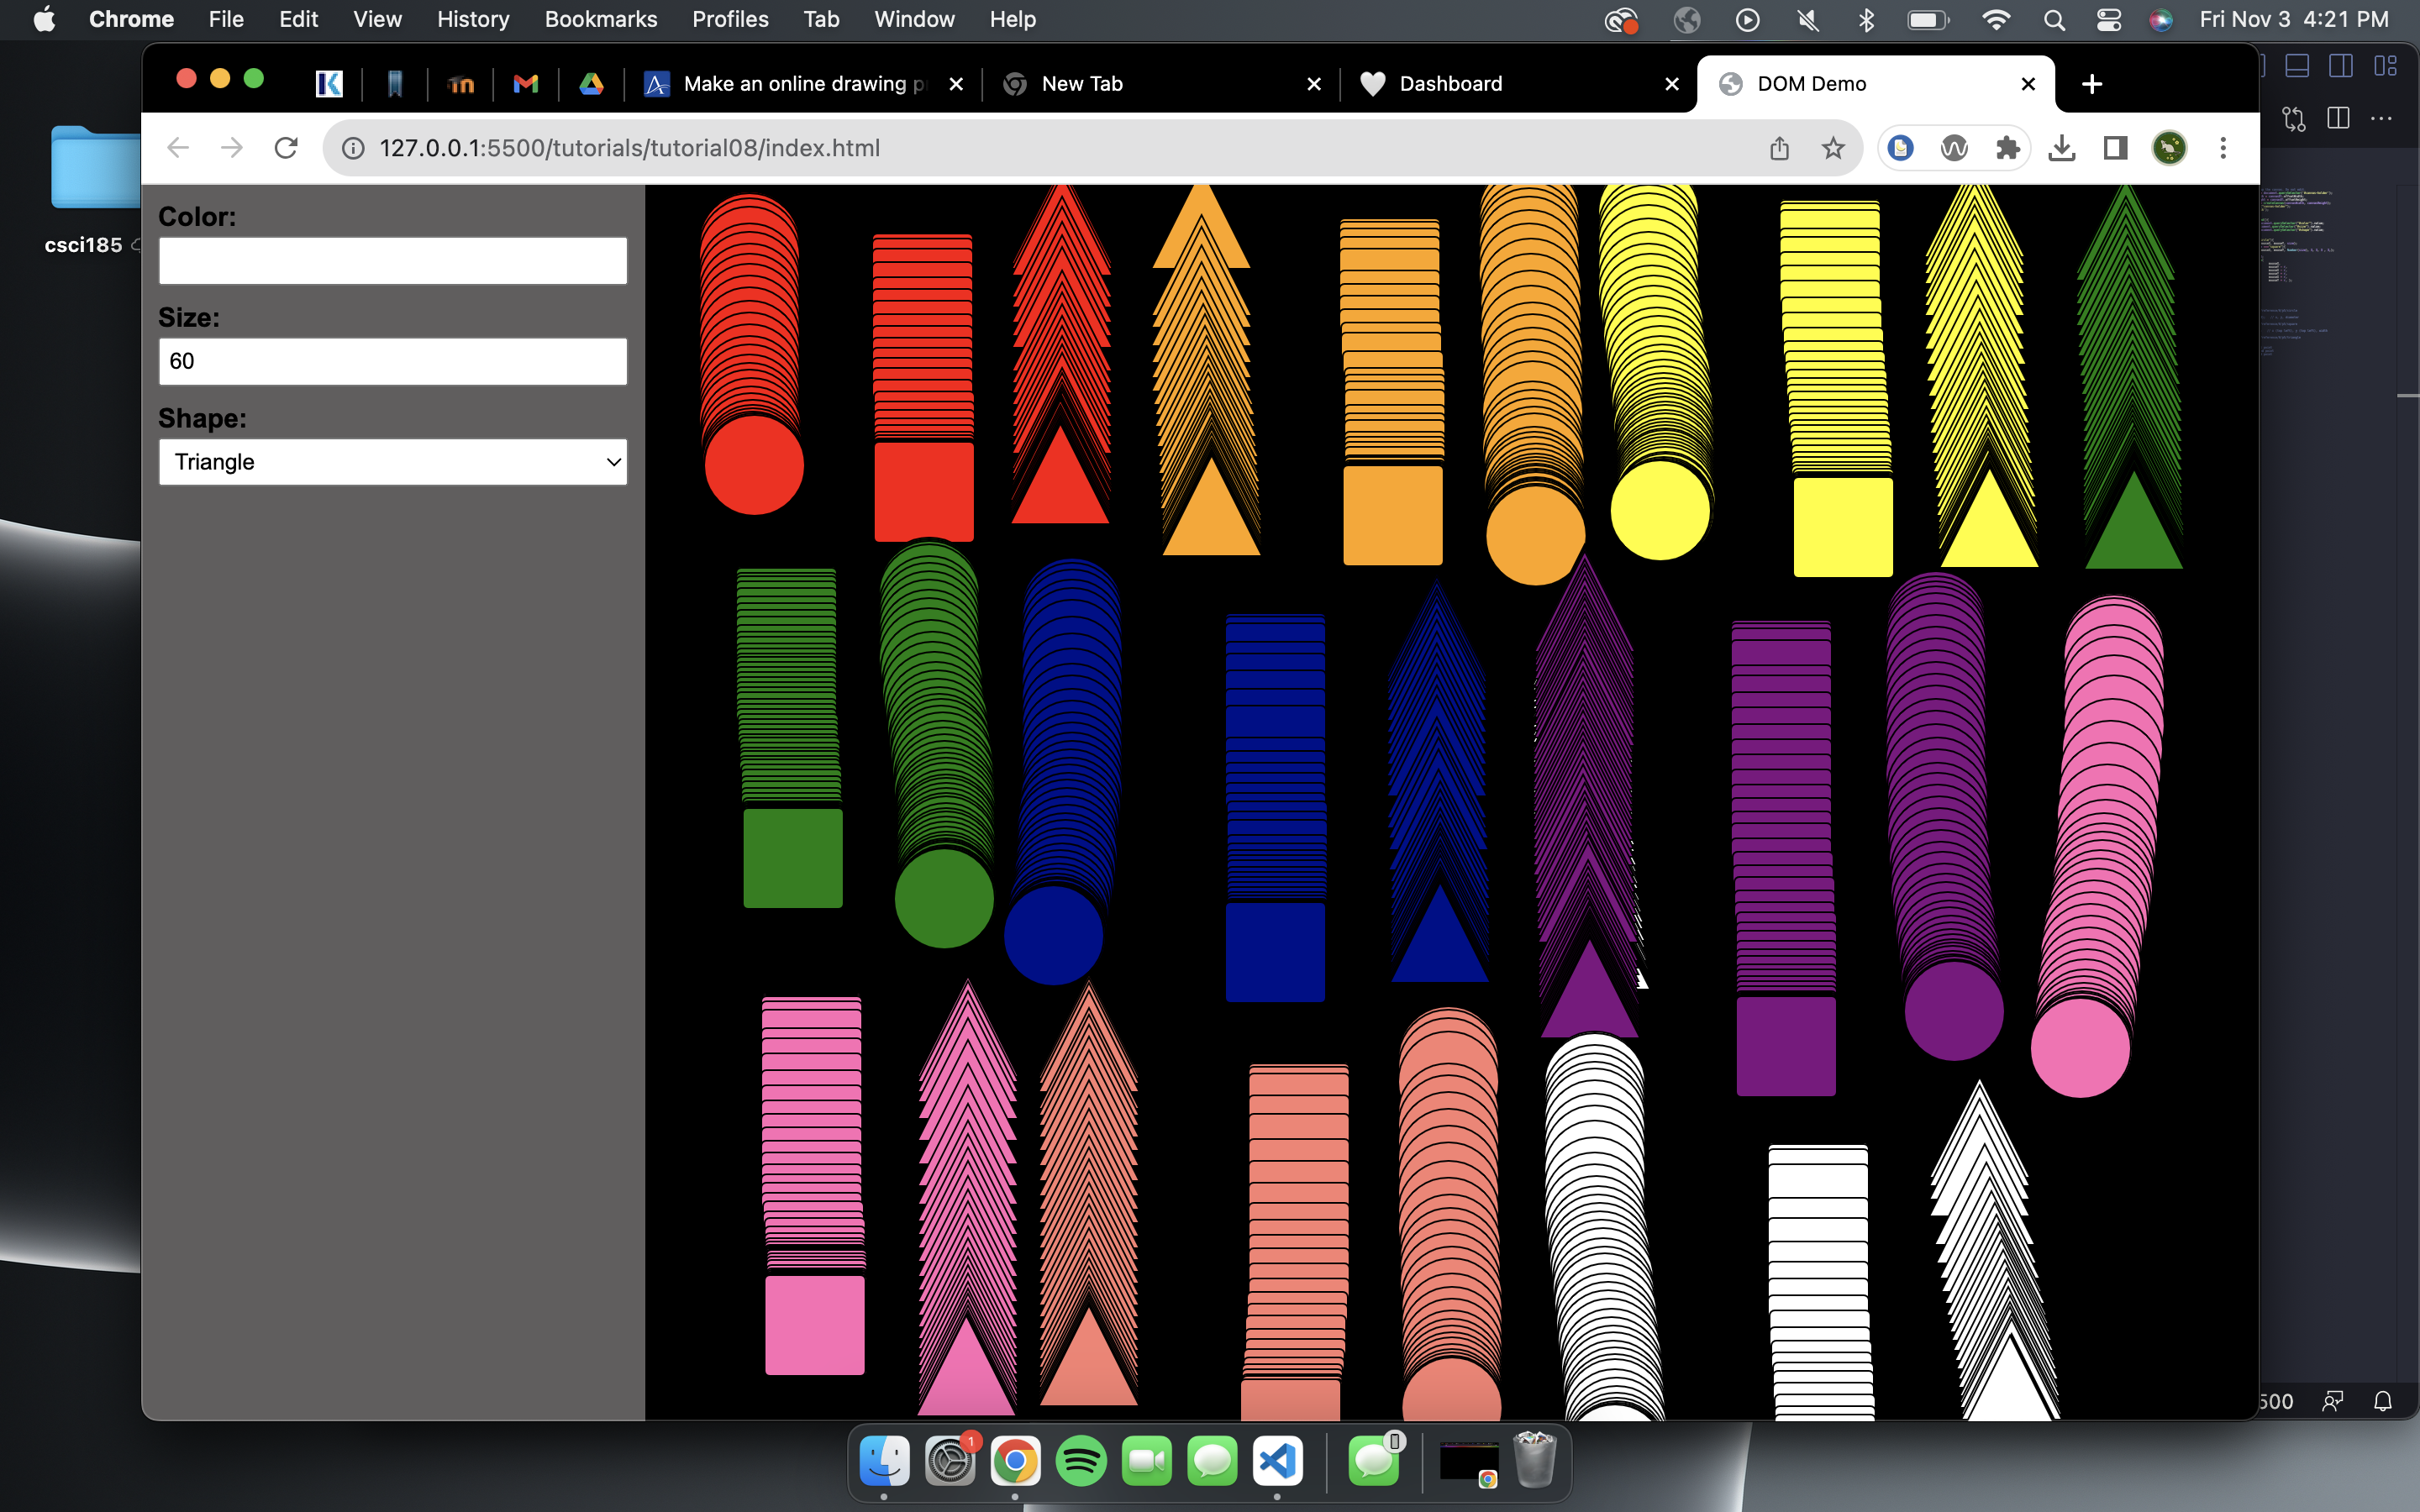 Chrome File Edit View History Bookmarks Profiles Tab Window Help Fri Nov 3 4:21 PM
Make an online drawing New Tab Dashboard DOM Demo
127.0.0.1:5500/tutorials/tutorial08/index.html
Color:
csci185
Size:
60
Shape:
Triangle
500
1